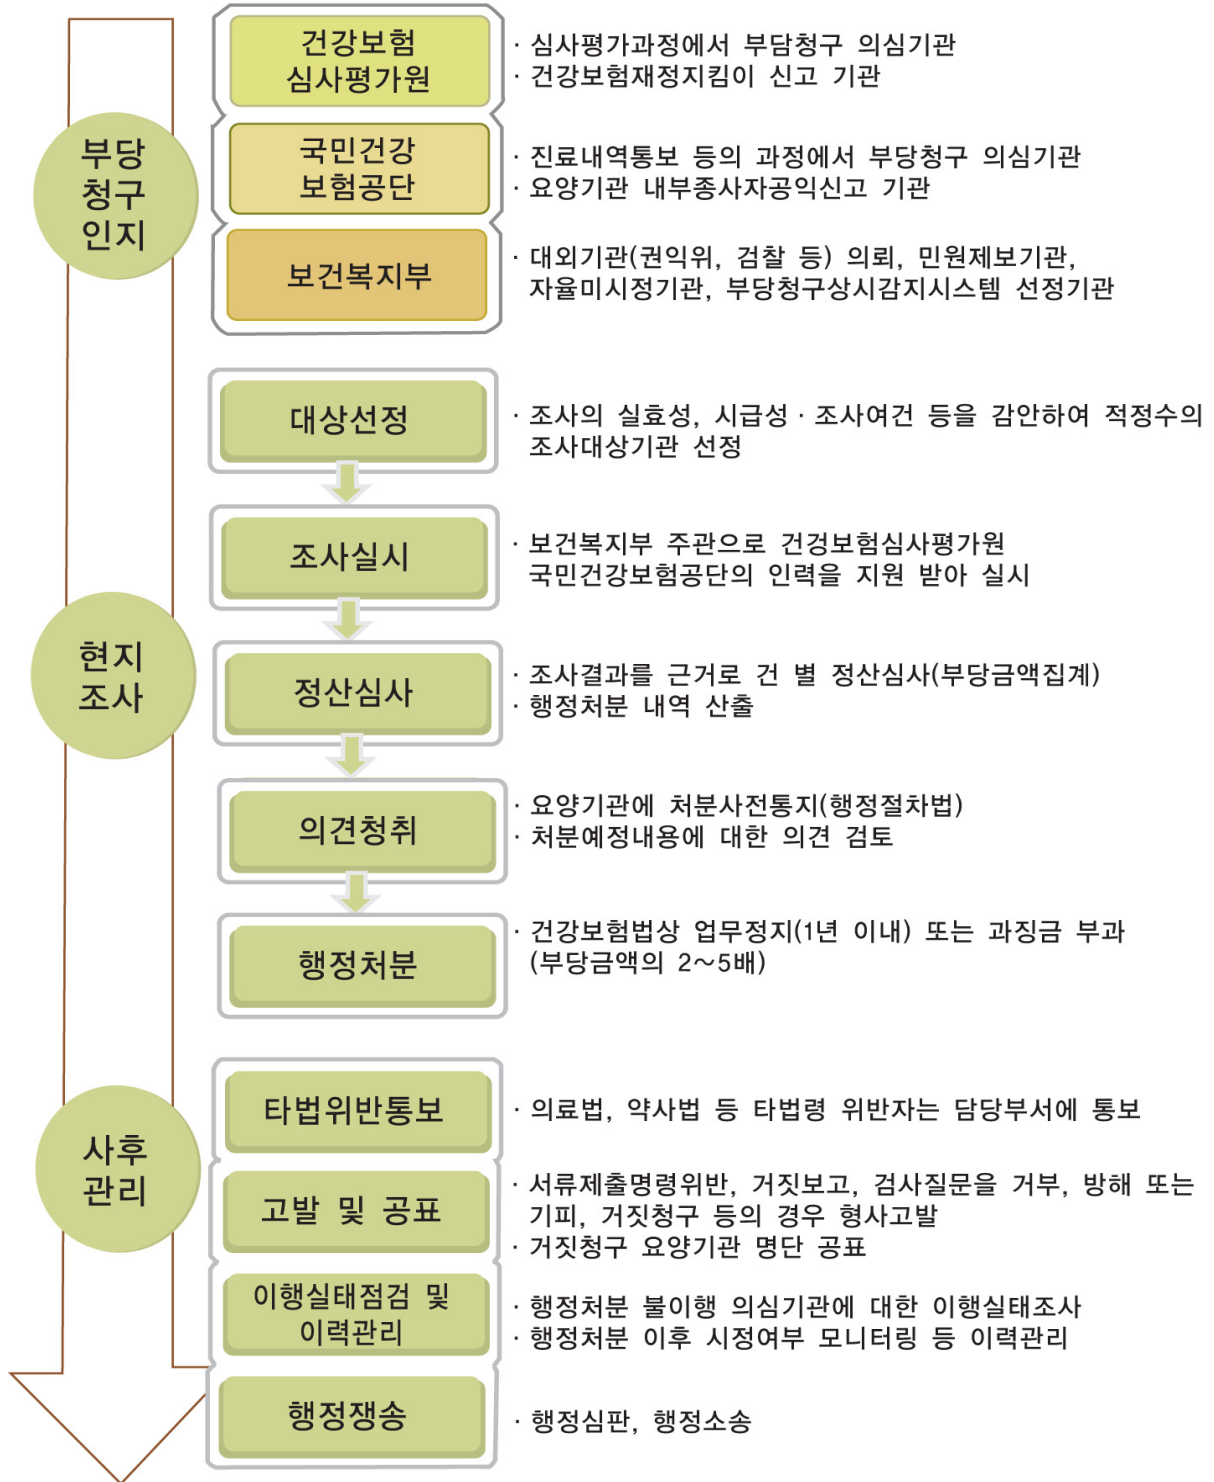 부당
청구
인지
건강보험
심사평가원
· 심사평가과정에서 부담청구 의심기관
· 건강보험재정지킴이 신고 기관
국민건강
보험공단
· 진료내역통보 등의 과정에서 부당청구 의심기관
· 요양기관 내부종사자공익신고 기관
보건복지부
· 대외기관(권익위, 검찰 등) 의뢰, 민원제보기관,
자율미시정기관, 부당청구상시감지시스템 선정기관
현지
조사
대상선정
· 조사의 실효성, 시급성 · 조사여건 등을 감안하여 적정수의
조사대상기관 선정
조사실시
· 보건복지부 주관으로 건겅보험심사평가원
국민건강보험공단의 인력을 지원 받아 실시
정산심사
· 조사결과를 근거로 건 별 정산심사(부당금액집계)
· 행정처분 내역 산출
의견청취
· 요양기관에 처분사전통지(행정절차법)
· 처분예정내용에 대한 의견 검토
행정처분
· 건강보험법상 업무정지(1년 이내) 또는 과징금 부과
(부당금액의 2～5배)
사후
관리
타법위반통보
· 의료법, 약사법 등 타법령 위반자는 담당부서에 통보
고발 및 공표
· 서류제출명령위반, 거짓보고, 검사질문을 거부, 방해 또는
기피, 거짓청구 등의 경우 형사고발
· 거짓청구 요양기관 명단 공표
이행실태점검 및
이력관리
· 행정처분 불이행 의심기관에 대한 이행실태조사
· 행정처분 이후 시정여부 모니터링 등 이력관리
행정쟁송
· 행정심판, 행정소송